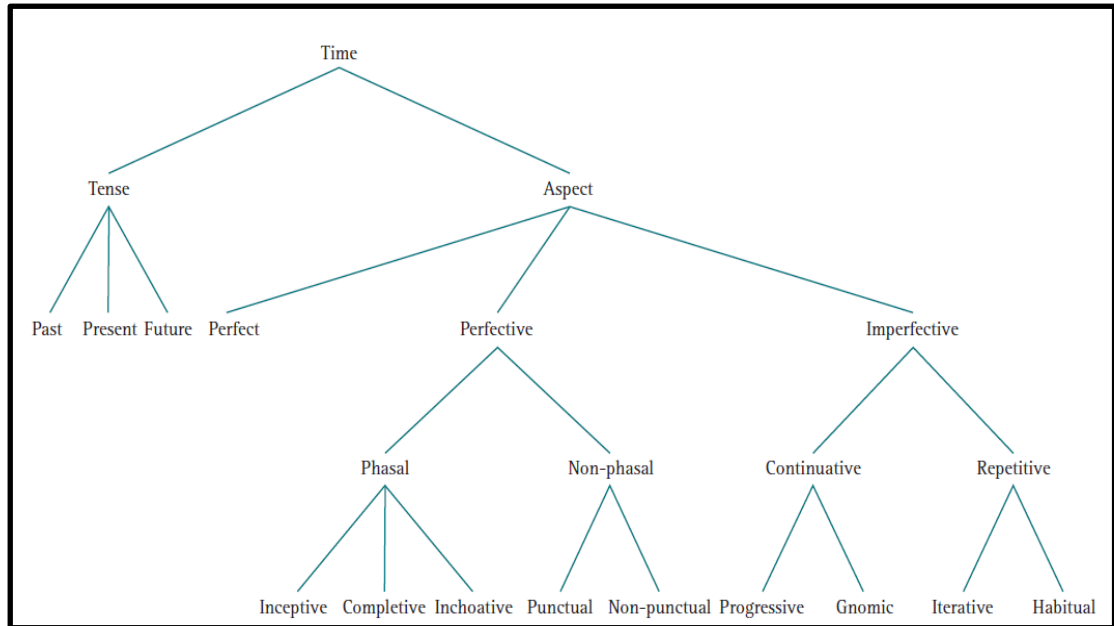 Time
Tense Aspect
Past Present Future Perfect Perfective Imperfective
Phasal Non-phasal Continuative Repetitive
Inceptive Completive Inchoative Punctual Non-punctual Progressive Gnomic Iterative Habitual